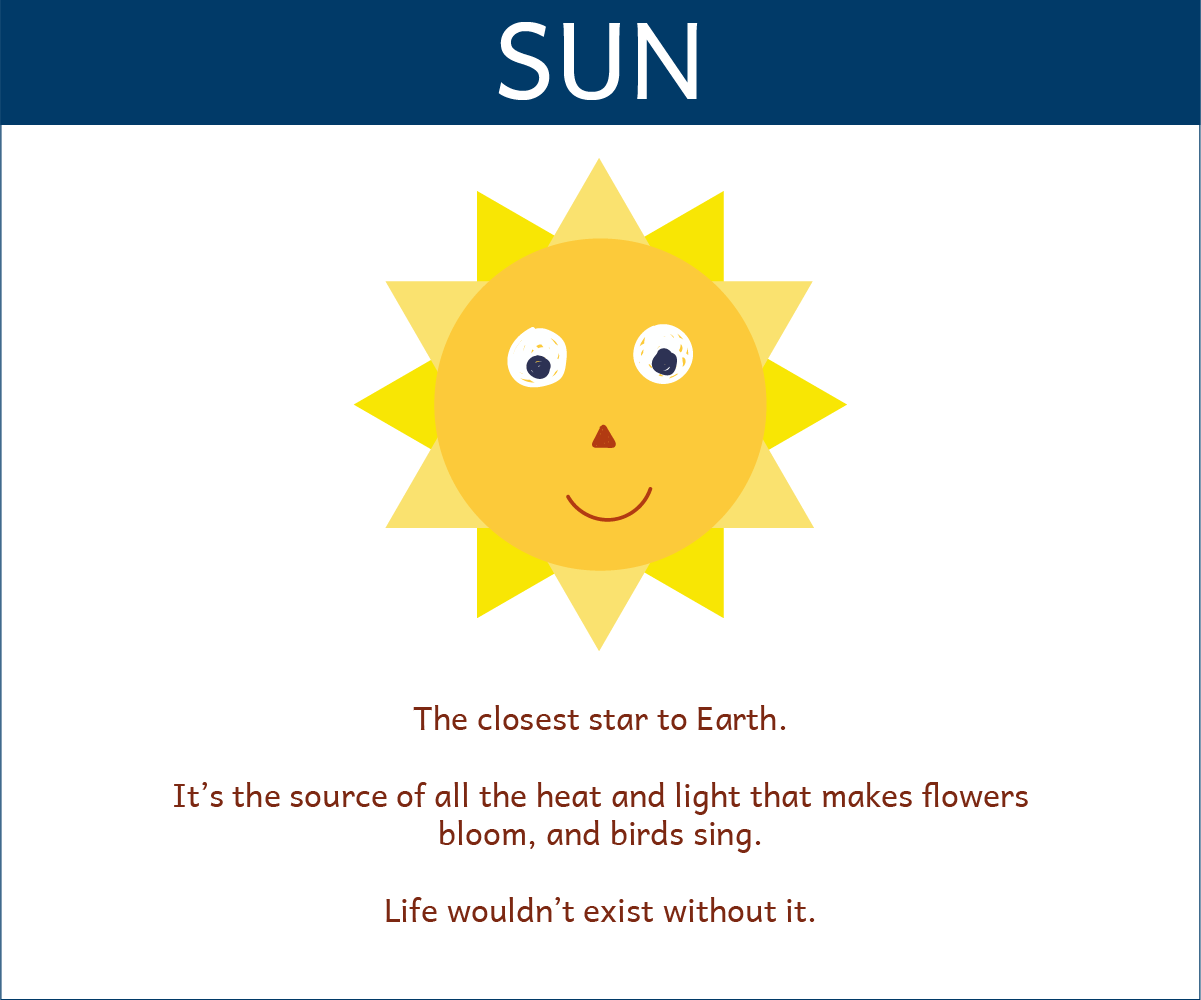 SUN
The closest star to Earth.
It’s the source of all the heat and light that makes flowers
bloom, and birds sing.
Life wouldn’t exist without it.